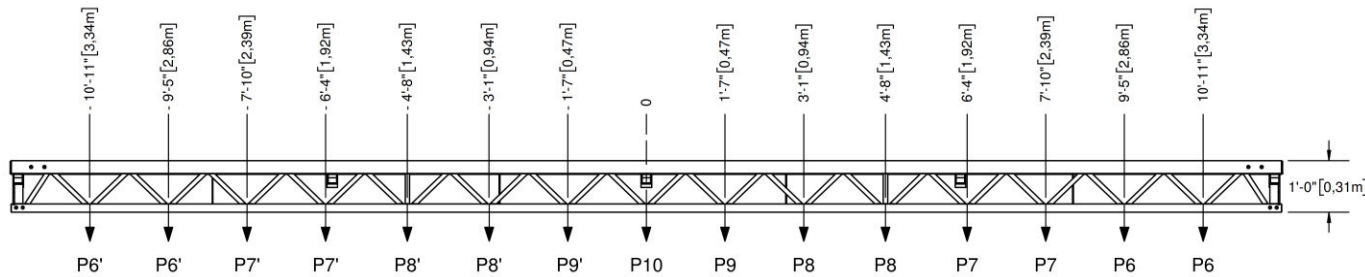 - 10'-11" [3,34m]
- 9'-5" [2,86m]
- 7'-10" [2,39m]
- 6'-4" [1,92m]
- 4'-8" [1,43m]
- 3'-1" [0,94m]
- 1'-7" [0,47m]
0
1'-7" [0,47m]
3'-1" [0,94m]
4'-8" [1,43m]
6'-4" [1,92m]
7'-10" [2,39m]
9'-5" [2,86m]
10'-11" [3,34m]
1'-0" [0,31m]
P6' P6' P7' P7' P8' P8' P9' P10 P9 P8 P8 P7 P7 P6 P6